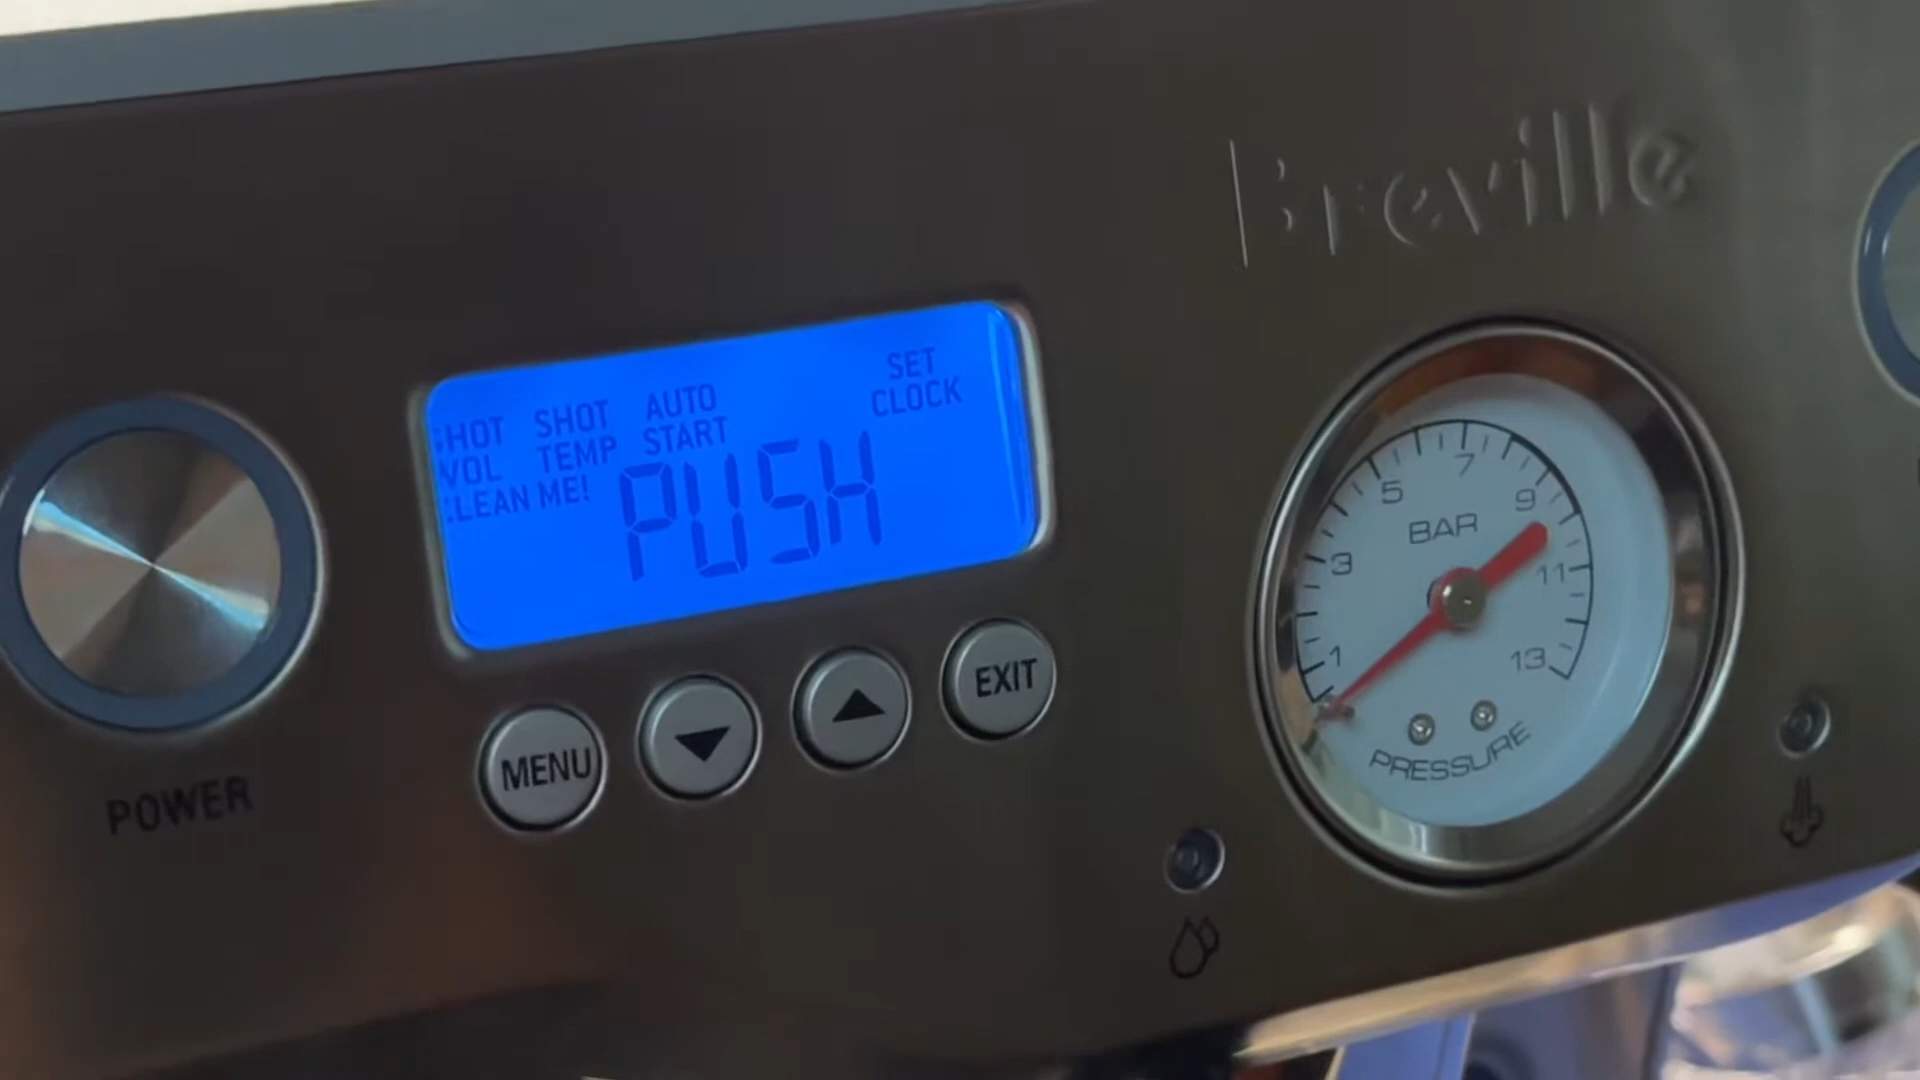 Breville
SET
CLOCK
SHOT SHOT AUTO
VOL TEMP START
CLEAN ME!
PUSH
POWER
MENU
EXIT
1
3
5
7
9
11
13
BAR
PRESSURE